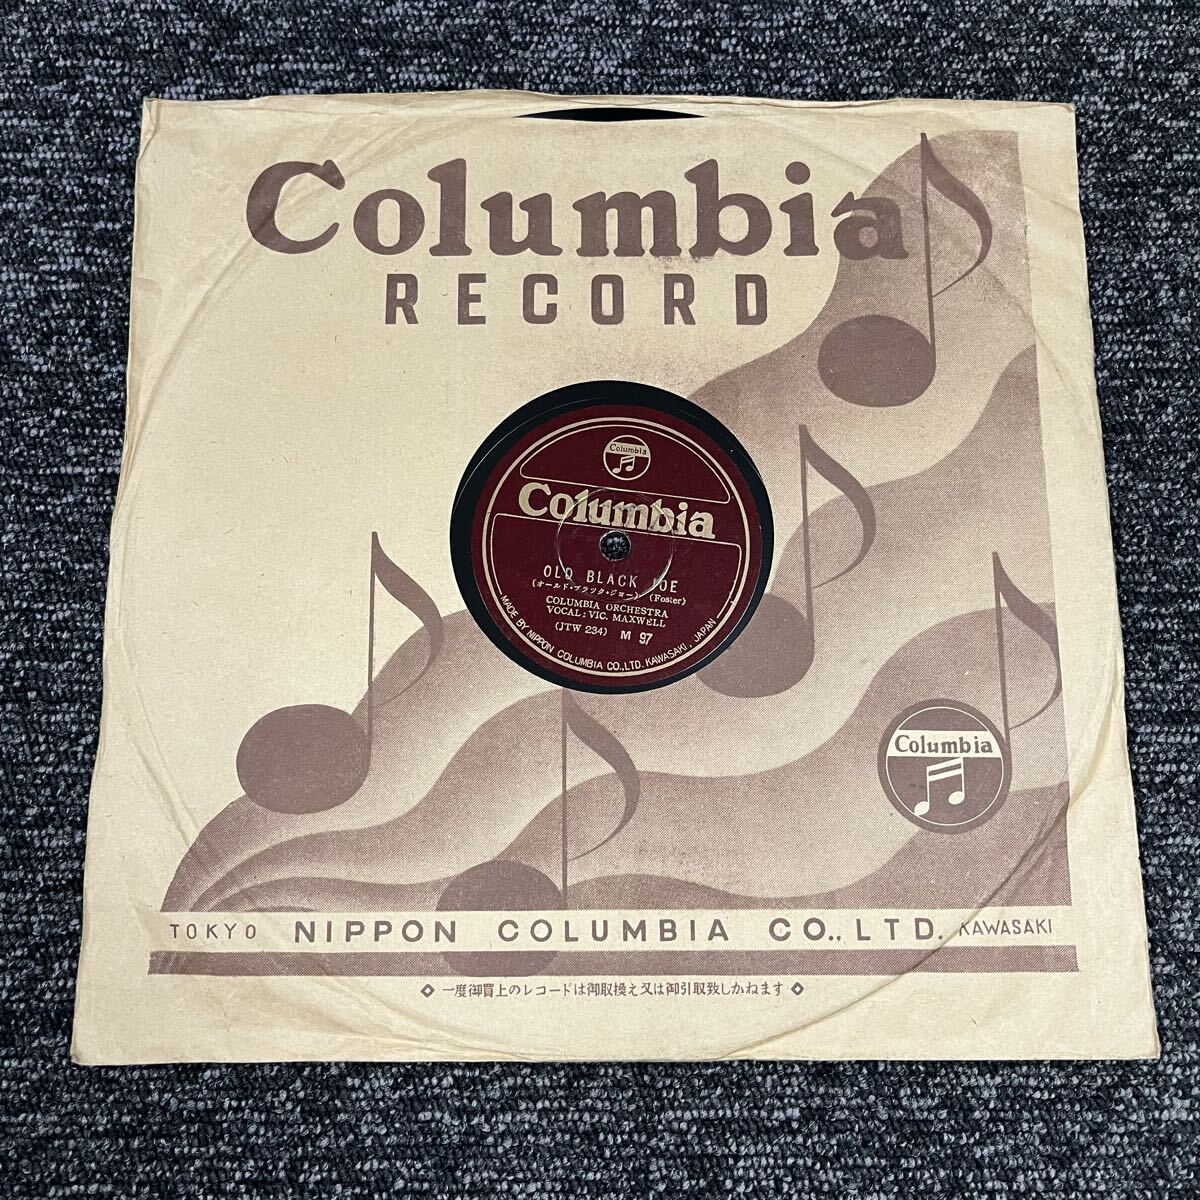 Columbia
RECORD
Columbia
Columbia
OLD BLACK JOE
(オールド・ブラック・ジョー) (Foster)
COLUMBIA ORCHESTRA
VOCAL: VIC. MAXWELL
(JTW 234) M 97
MADE BY NIPPON COLUMBIA CO.,LTD. KAWASAKI, JAPAN
Columbia
TOKYO NIPPON COLUMBIA CO., LTD. KAWASAKI
◇ 一度御買上のレコードは御取換え又は御引取致しかねます ◇